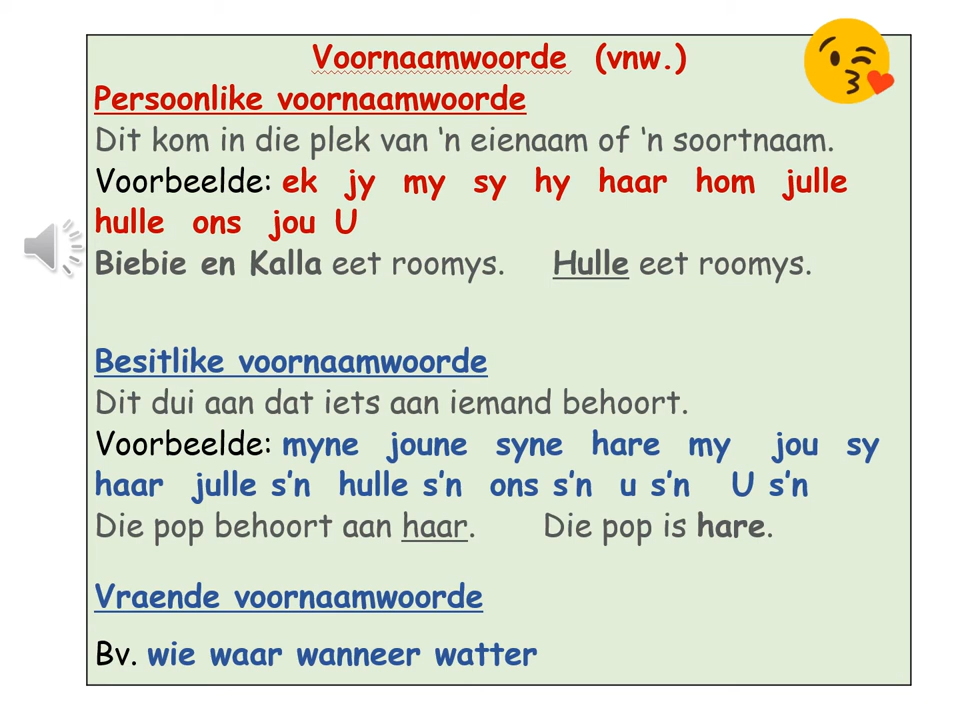 Voornaamwoorde (vnw.)
Persoonlike voornaamwoorde
Dit kom in die plek van ‘n eienaam of ‘n soortnaam.
Voorbeelde: ek jy my sy hy haar hom julle
hulle ons jou U
Biebie en Kalla eet roomys. Hulle eet roomys.
Besitlike voornaamwoorde
Dit dui aan dat iets aan iemand behoort.
Voorbeelde: myne joune syne hare my jou sy
haar julle s’n hulle s’n ons s’n u s’n U s’n
Die pop behoort aan haar. Die pop is hare.
Vraende voornaamwoorde
Bv. wie waar wanneer watter